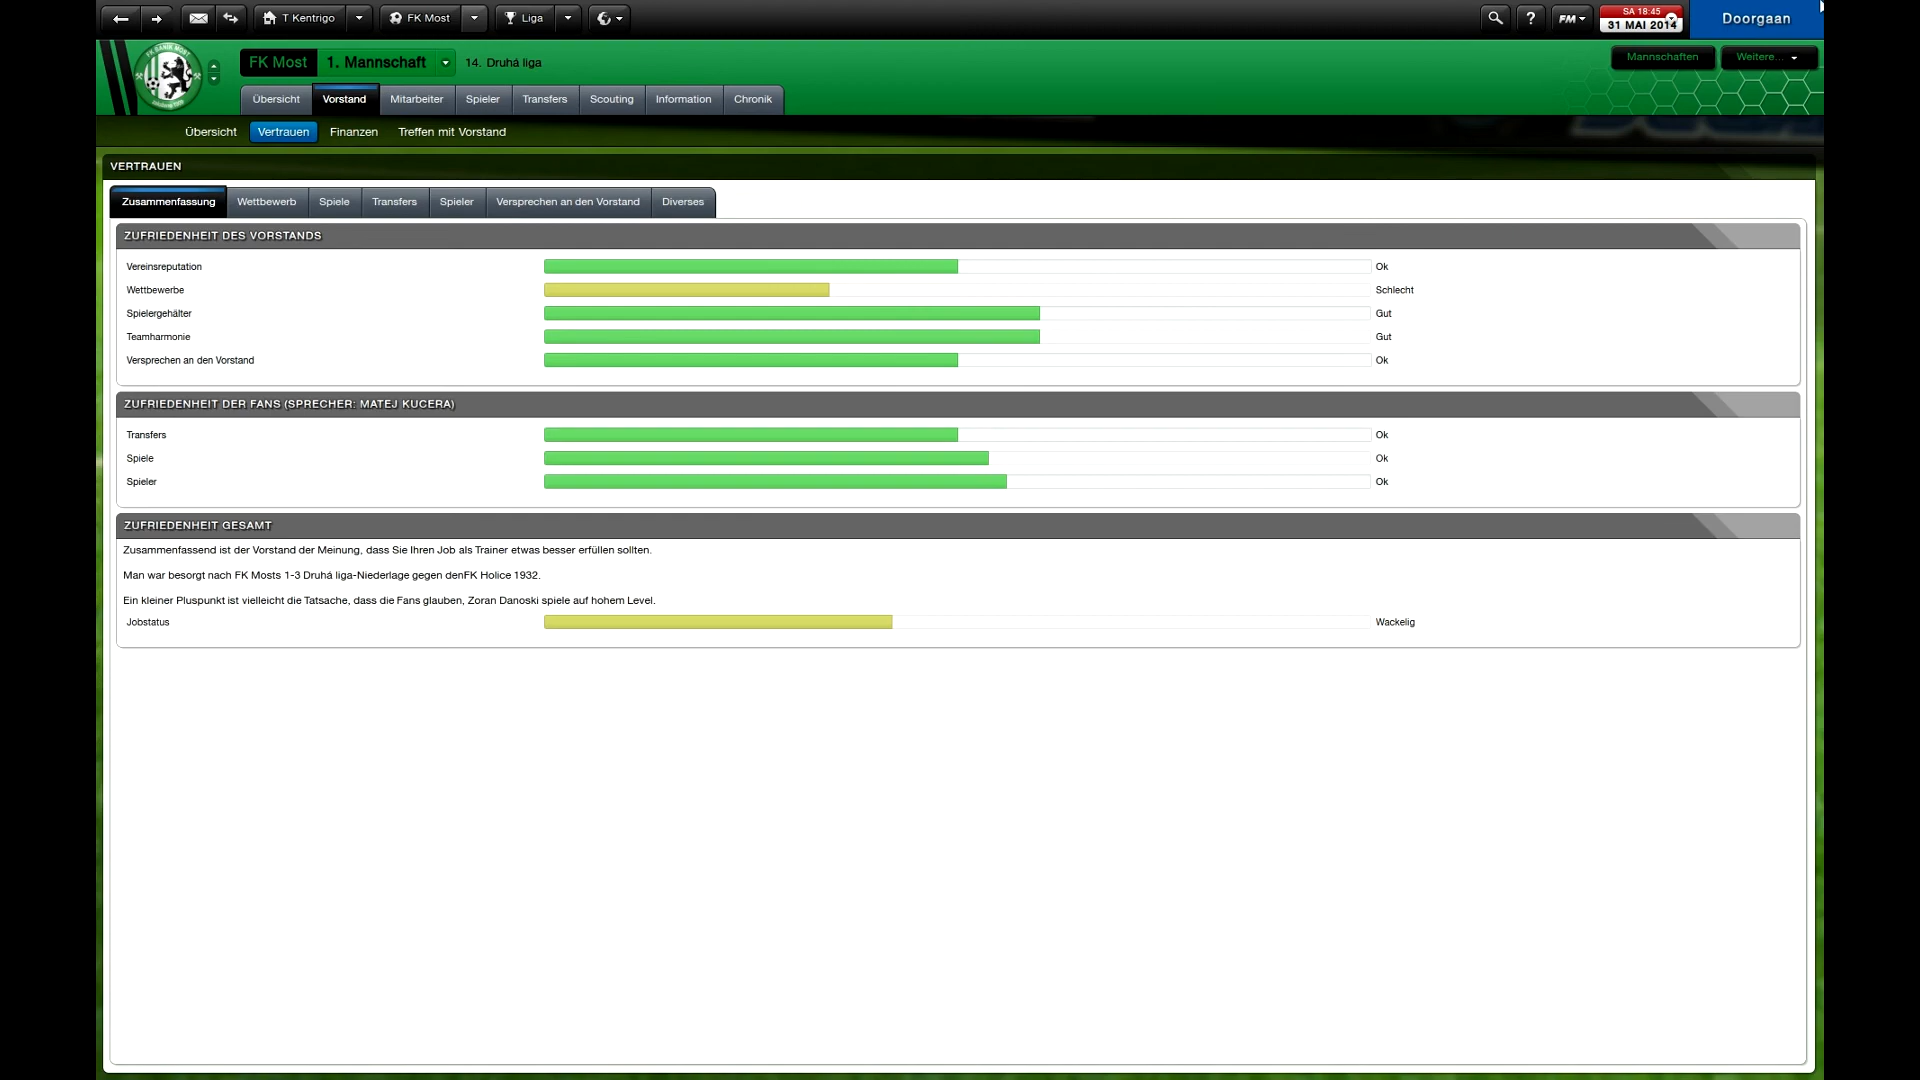 T Kentrigo
FK Most
Liga
FM
SA 18:45
31 MAI 2014
Doorgaan
FK BANÍK MOST
FK Most
1. Mannschaft
14. Druhá liga
Mannschaften
Weitere...
Übersicht
Vorstand
Mitarbeiter
Spieler
Transfers
Scouting
Information
Chronik
Übersicht
Vertrauen
Finanzen
Treffen mit Vorstand
VERTRAUEN
Zusammenfassung
Wettbewerb
Spiele
Transfers
Spieler
Versprechen an den Vorstand
Diverses
ZUFRIEDENHEIT DES VORSTANDS
Vereinsreputation
Ok
Wettbewerbe
Schlecht
Spielergehälter
Gut
Teamharmonie
Gut
Versprechen an den Vorstand
Ok
ZUFRIEDENHEIT DER FANS (SPRECHER: MATEJ KUCERA)
Transfers
Ok
Spiele
Ok
Spieler
Ok
ZUFRIEDENHEIT GESAMT
Zusammenfassend ist der Vorstand der Meinung, dass Sie Ihren Job als Trainer etwas besser erfüllen sollten.
Man war besorgt nach FK Mosts 1-3 Druhá liga-Niederlage gegen denFK Holice 1932.
Ein kleiner Pluspunkt ist vielleicht die Tatsache, dass die Fans glauben, Zoran Danoski spiele auf hohem Level.
Jobstatus
Wackelig